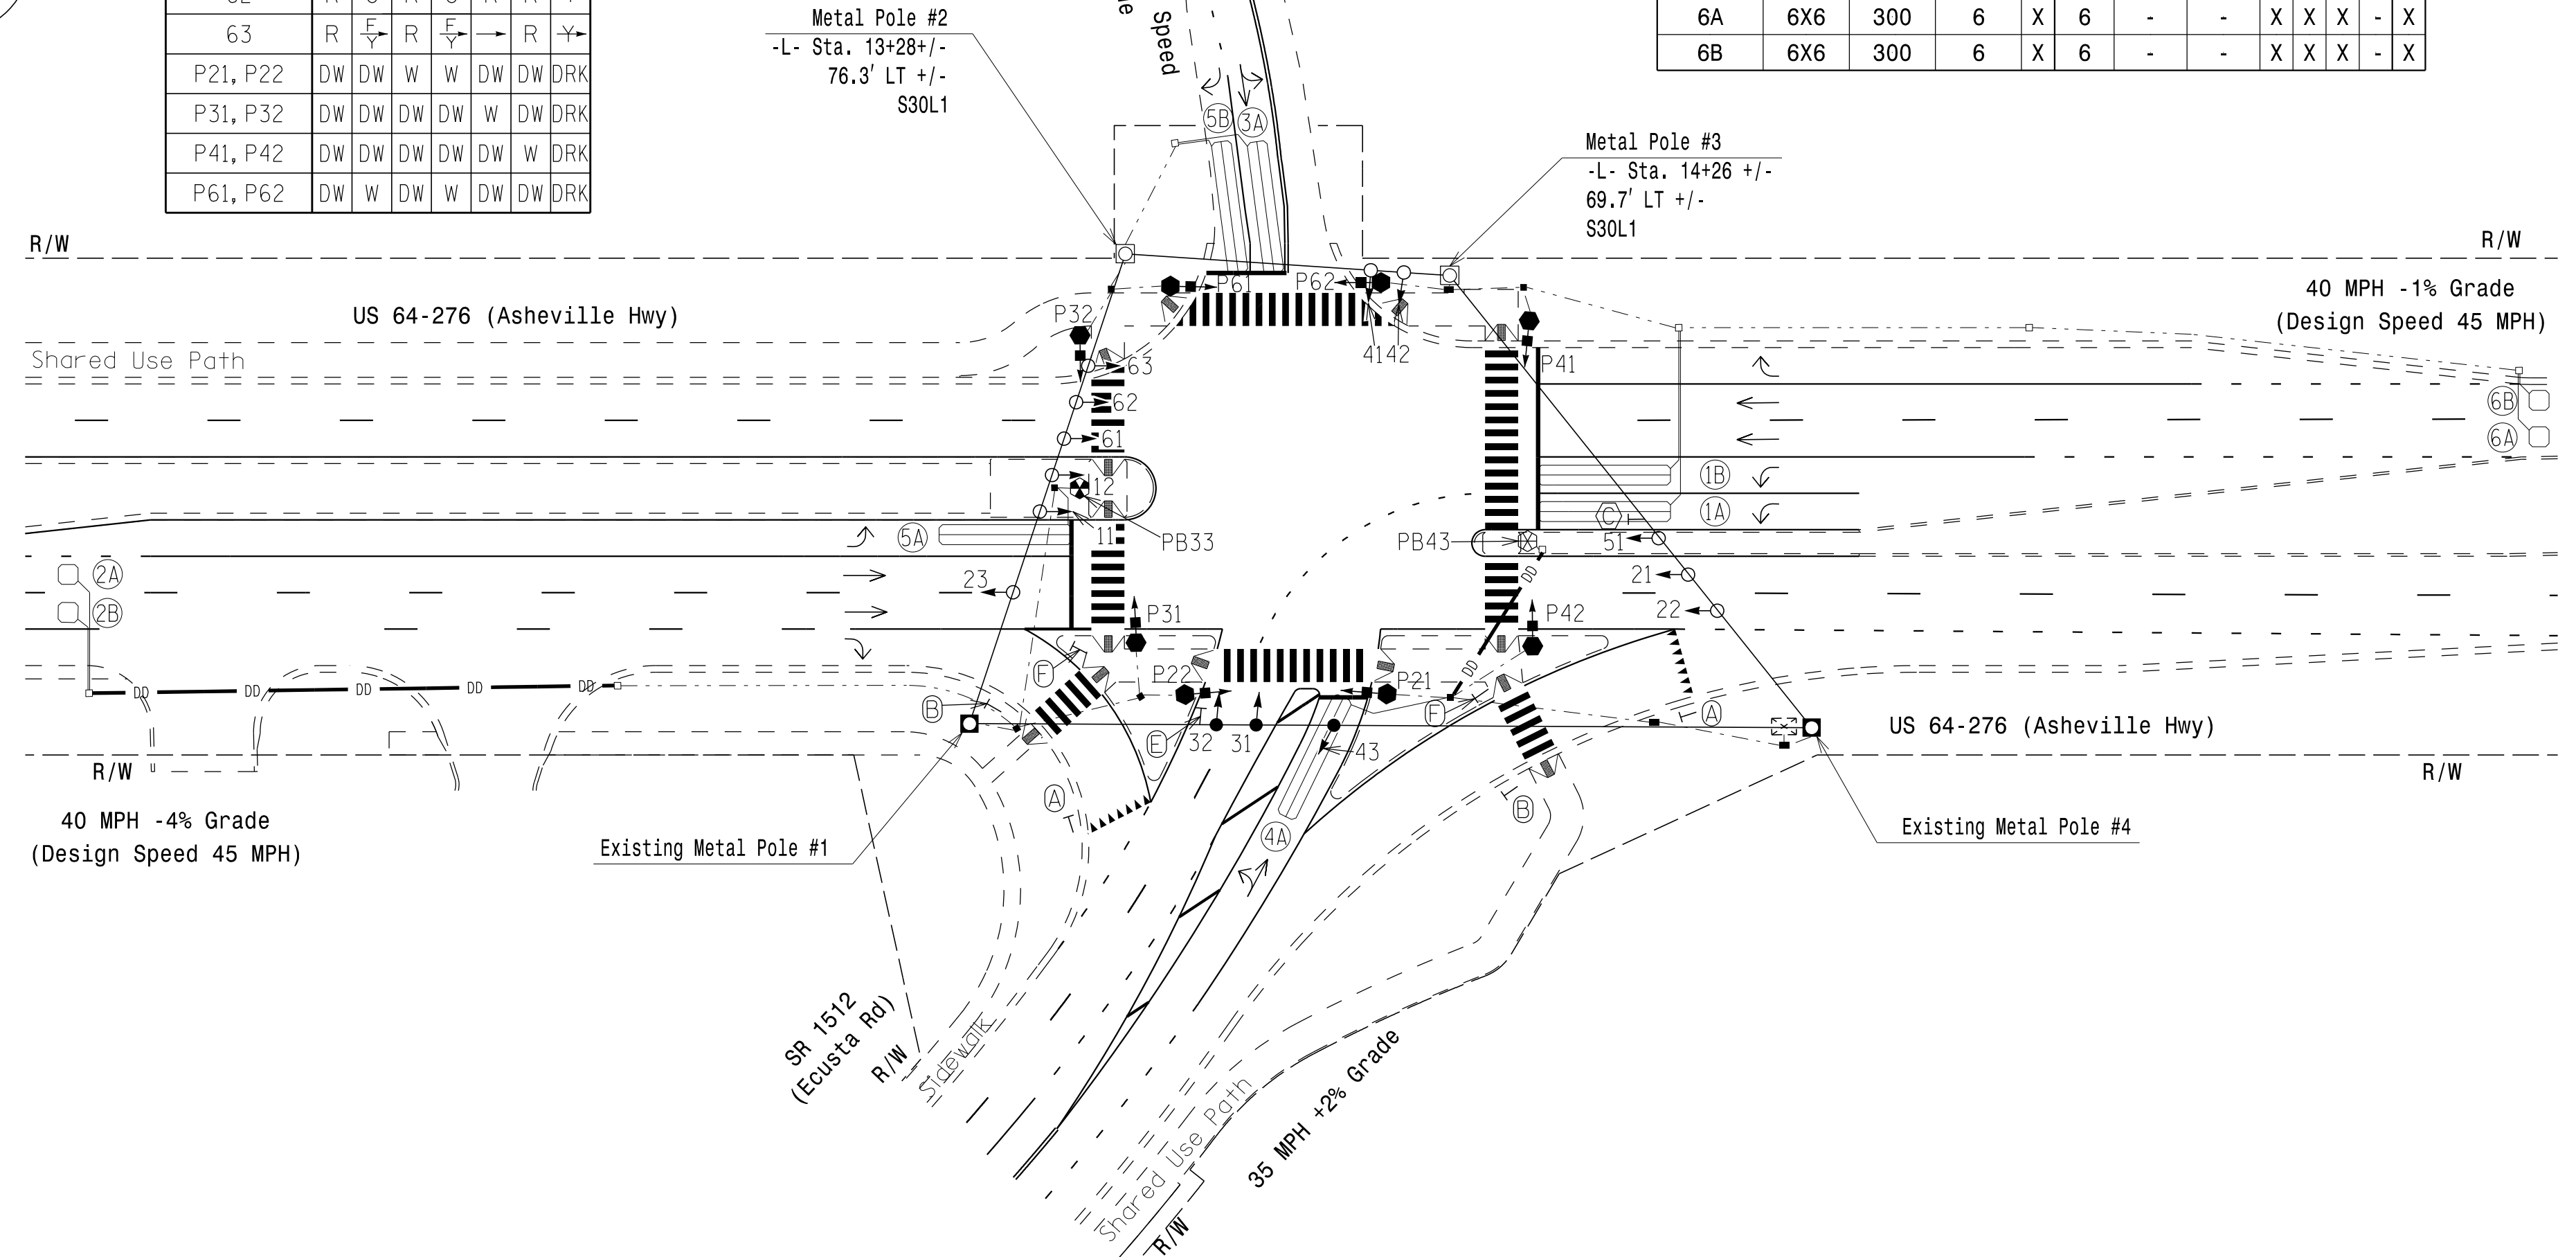 63 R F/Y R F/Y R Y
P21, P22 DW DW W W DW DW DRK
P31, P32 DW DW DW DW W DW DRK
P41, P42 DW DW DW DW DW W DRK
P61, P62 DW W DW W DW DW DRK
Metal Pole #2
-L- Sta. 13+28+/-
76.3' LT +/-
S30L1
Speed
6A 6X6 300 6 X 6 - - X X X - X
6B 6X6 300 6 X 6 - - X X X - X
5B 3A
Metal Pole #3
-L- Sta. 14+26 +/-
69.7' LT +/-
S30L1
R/W
R/W
US 64-276 (Asheville Hwy)
40 MPH -1% Grade
(Design Speed 45 MPH)
Shared Use Path
P32
P61
P62
4142
P41
63
62
61
12
11
PB33
5A
23
2A
2B
6B
6A
1B
1A
C
PB43
51
21
22
P31
P42
DD
DD
DD DD DD DD DD
P22
P21
F
B
E
32
31
43
F
A
US 64-276 (Asheville Hwy)
R/W
R/W
A
B
4A
40 MPH -4% Grade
(Design Speed 45 MPH)
Existing Metal Pole #1
Existing Metal Pole #4
SR 1512
(Ecusta Rd)
R/W
Sidewalk
Shared Use Path
R/W
35 MPH +2% Grade